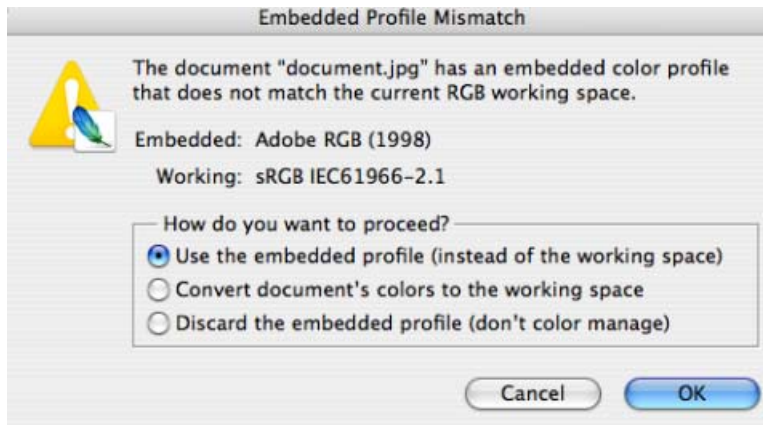 Embedded Profile Mismatch
The document "document.jpg" has an embedded color profile
that does not match the current RGB working space.
Embedded: Adobe RGB (1998)
Working: sRGB IEC61966-2.1
How do you want to proceed?
Use the embedded profile (instead of the working space)
Convert document's colors to the working space
Discard the embedded profile (don't color manage)
Cancel OK